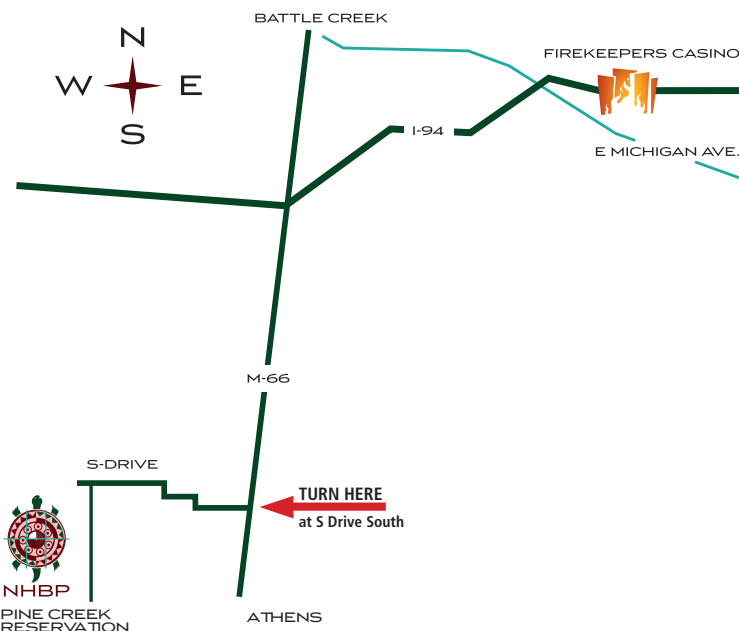 BATTLE CREEK
N
W
E
S
FIREKEEPERS CASINO
I-94
E MICHIGAN AVE.
M-66
S-DRIVE
TURN HERE
at S Drive South
NHBP
PINE CREEK
RESERVATION
ATHENS